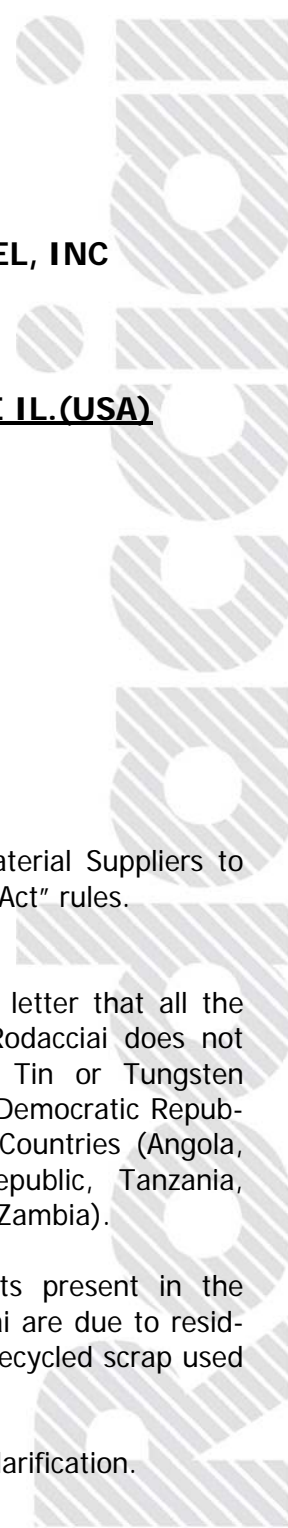 EL, INC
IL.(USA)
aterial Suppliers to
Act” rules.
letter that all the
Rodacciai does not
Tin or Tungsten
Democratic Repub-
Countries (Angola,
epublic, Tanzania,
Zambia).
ts present in the
ai are due to resid-
recycled scrap used
larification.
Rodacciai